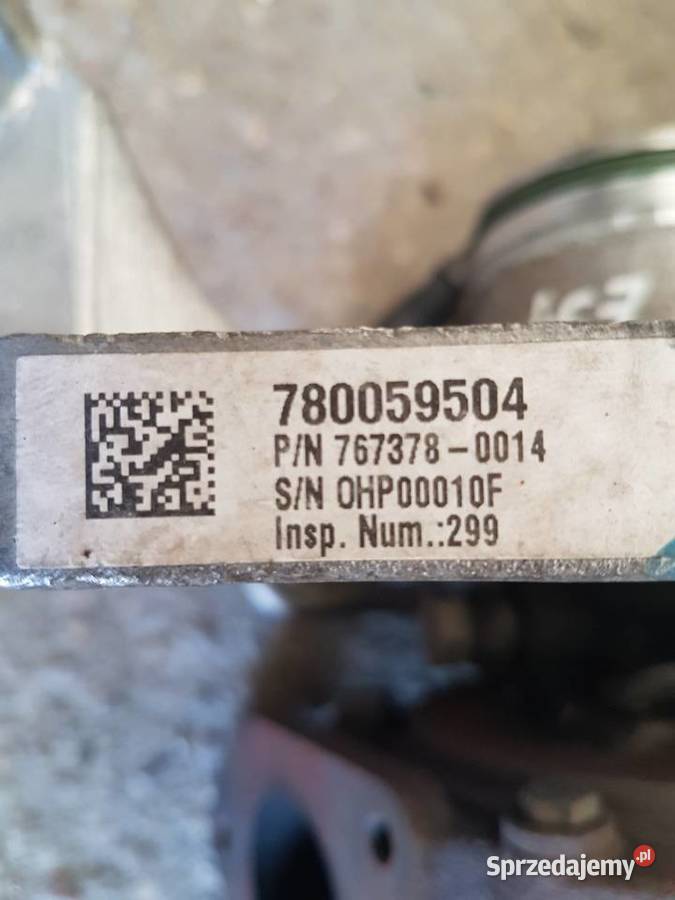 780059504
P/N 767378-0014
S/N OHP00010F
Insp. Num.:299
Sprzedajemy.pl